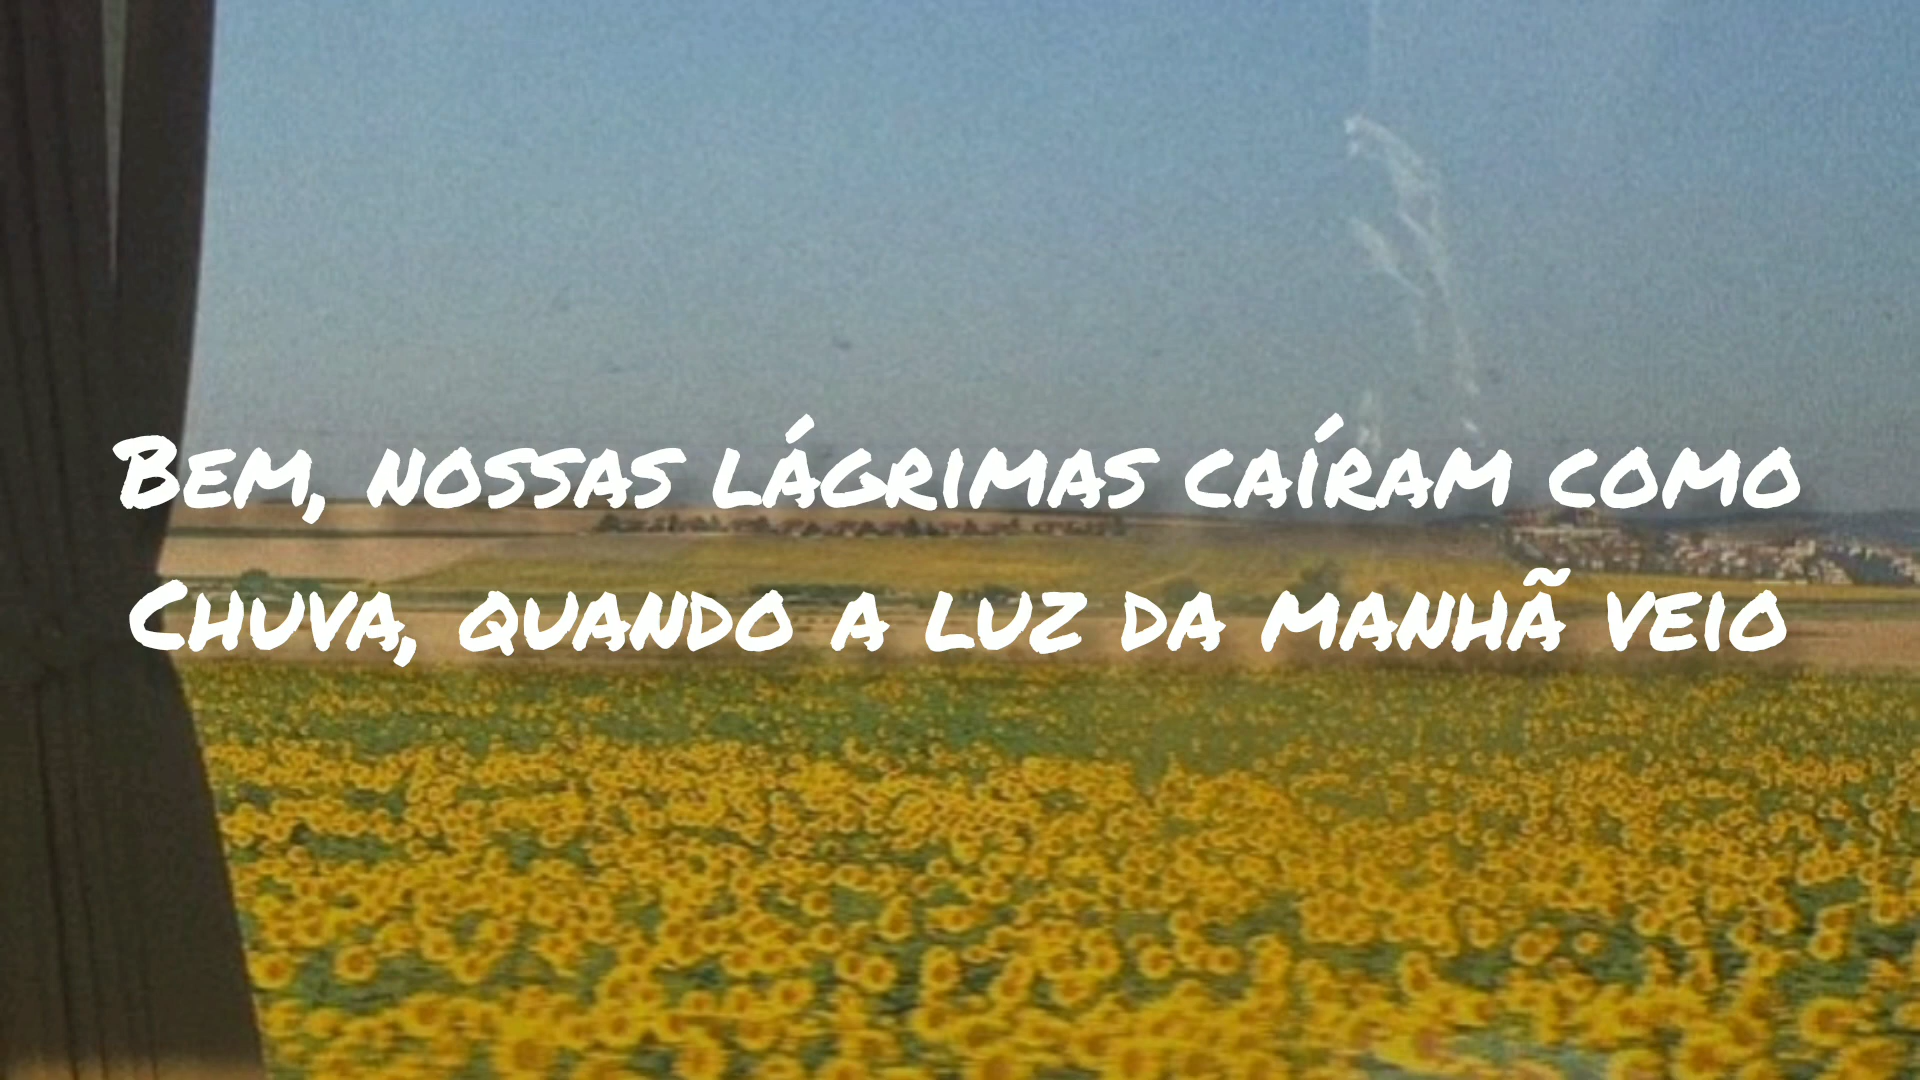 Bem, nossas lágrimas caíram como
Chuva, quando a luz da manhã veio